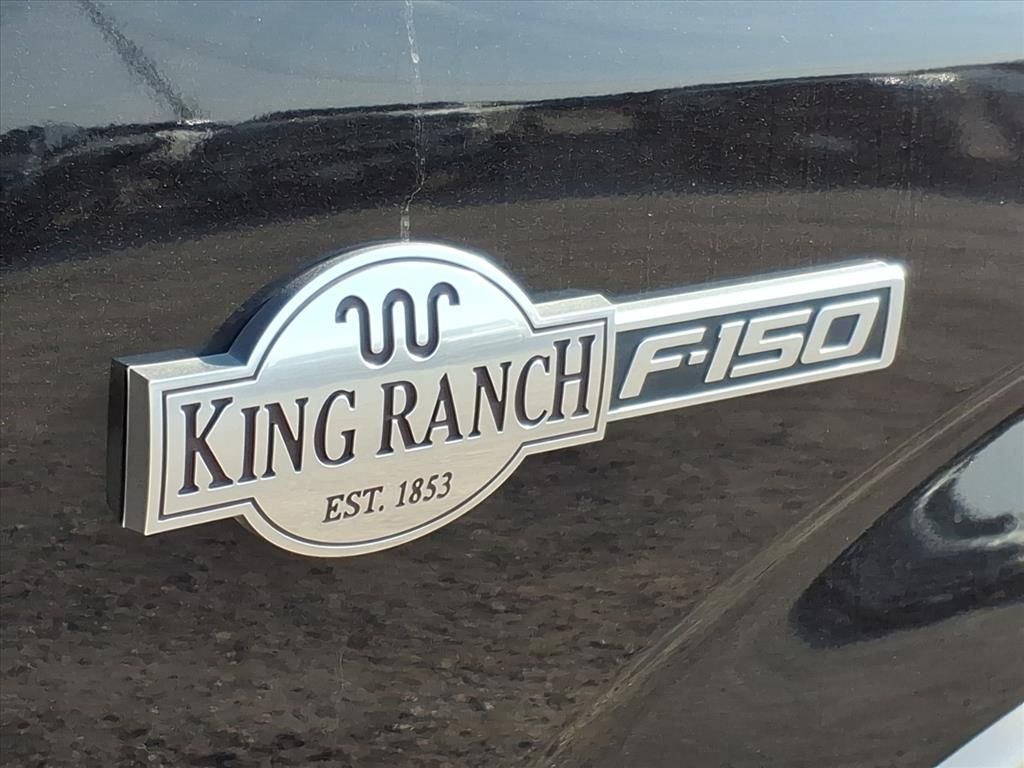 KING RANCH
EST. 1853
F-150